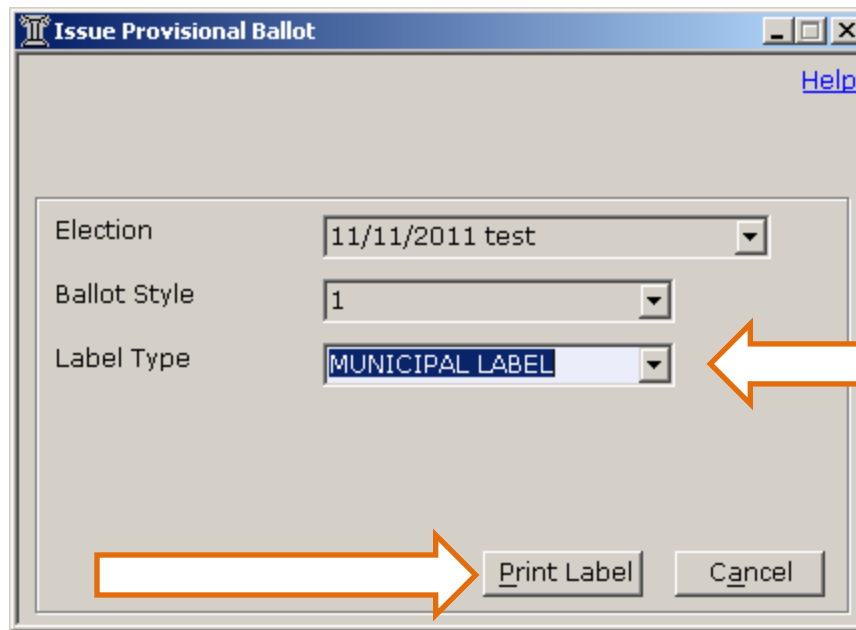 Issue Provisional Ballot
Help
Election 11/11/2011 test
Ballot Style 1
Label Type MUNICIPAL LABEL
Print Label Cancel